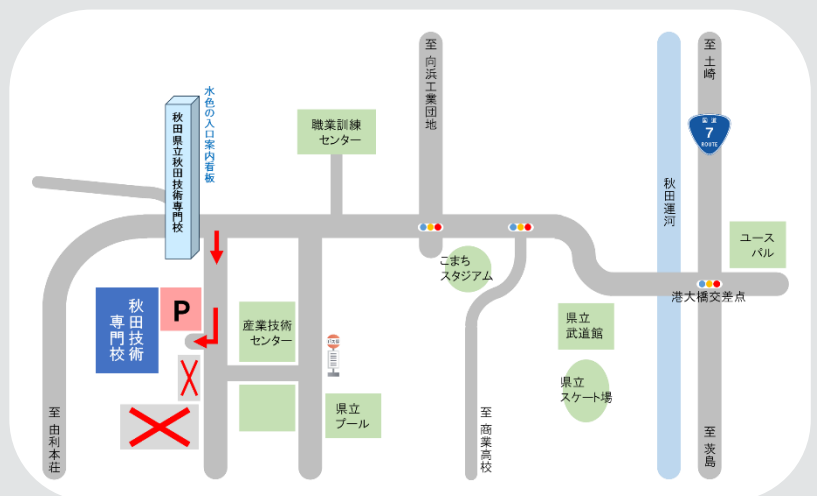 至 向浜工業団地
至 土崎
国道
7
ROUTE
水色の入口案内看板
秋田県立秋田技術専門校
職業訓練
センター
秋田運河
ユース
パル
こまち
スタジアム
港大橋交差点
秋田技術
専門校
P
産業技術
センター
県立
武道館
県立
スケート場
県立
プール
至 由利本荘
至 商業高校
至 茨島